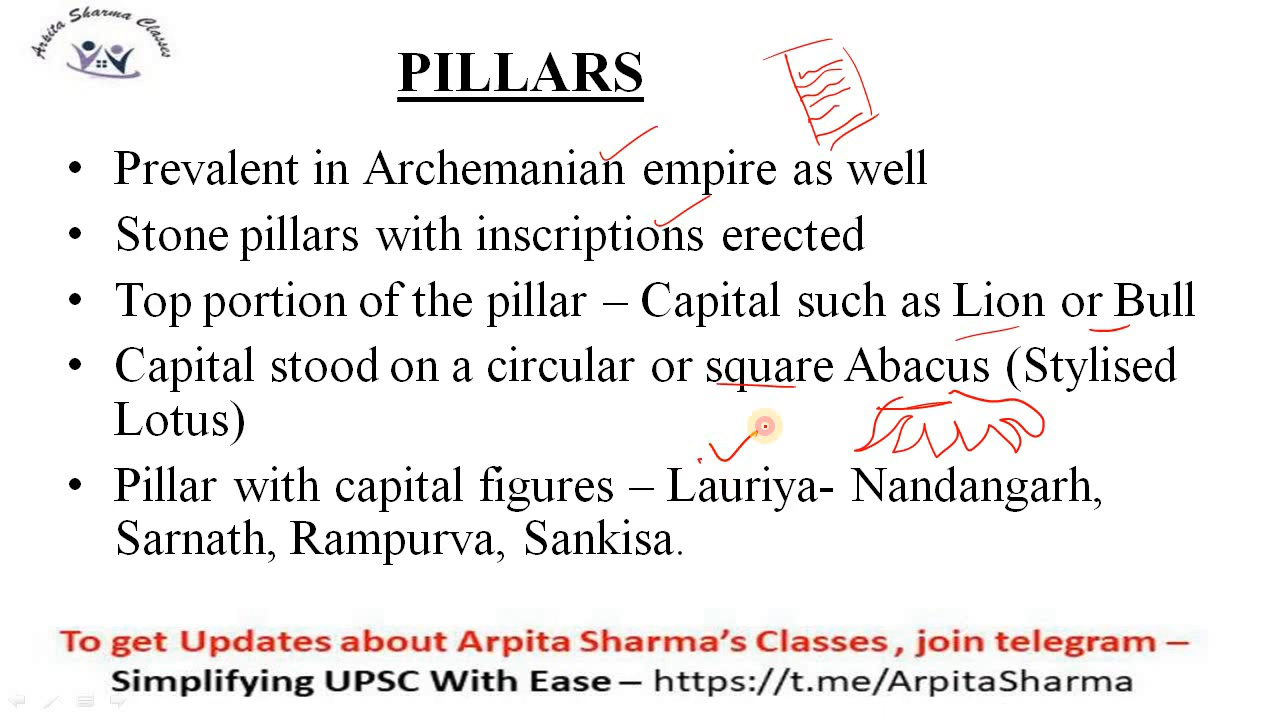 Arpita Sharma Classes
PILLARS
• Prevalent in Archemanian empire as well
• Stone pillars with inscriptions erected
• Top portion of the pillar – Capital such as Lion or Bull
• Capital stood on a circular or square Abacus (Stylised
Lotus)
• Pillar with capital figures – Lauriya- Nandangarh,
Sarnath, Rampurva, Sankisa.
To get Updates about Arpita Sharma's Classes , join telegram –
Simplifying UPSC With Ease – https://t.me/ArpitaSharma